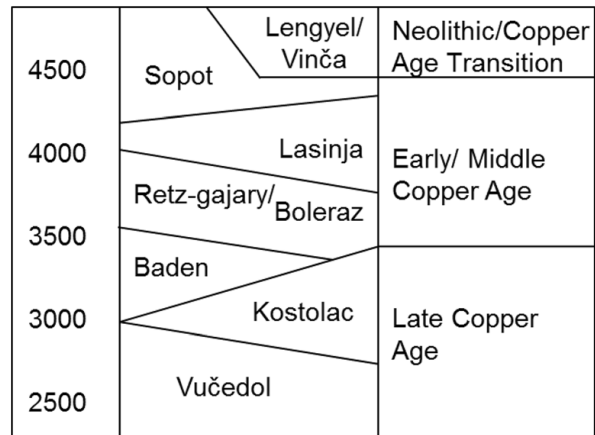 4500
4000
3500
3000
2500
Sopot
Lengyel/
Vinča
Lasinja
Retz-gajary/
Boleraz
Baden
Kostolac
Vučedol
Neolithic/Copper
Age Transition
Early/ Middle
Copper Age
Late Copper
Age